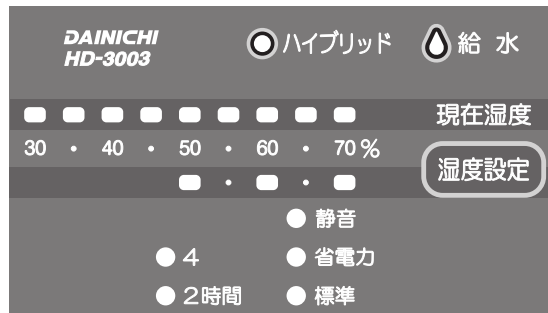 DAINICHI
HD-3003
ハイブリッド
給水
現在湿度
30・40・50・60・70%
湿度設定
静音
4
省電力
2時間
標準